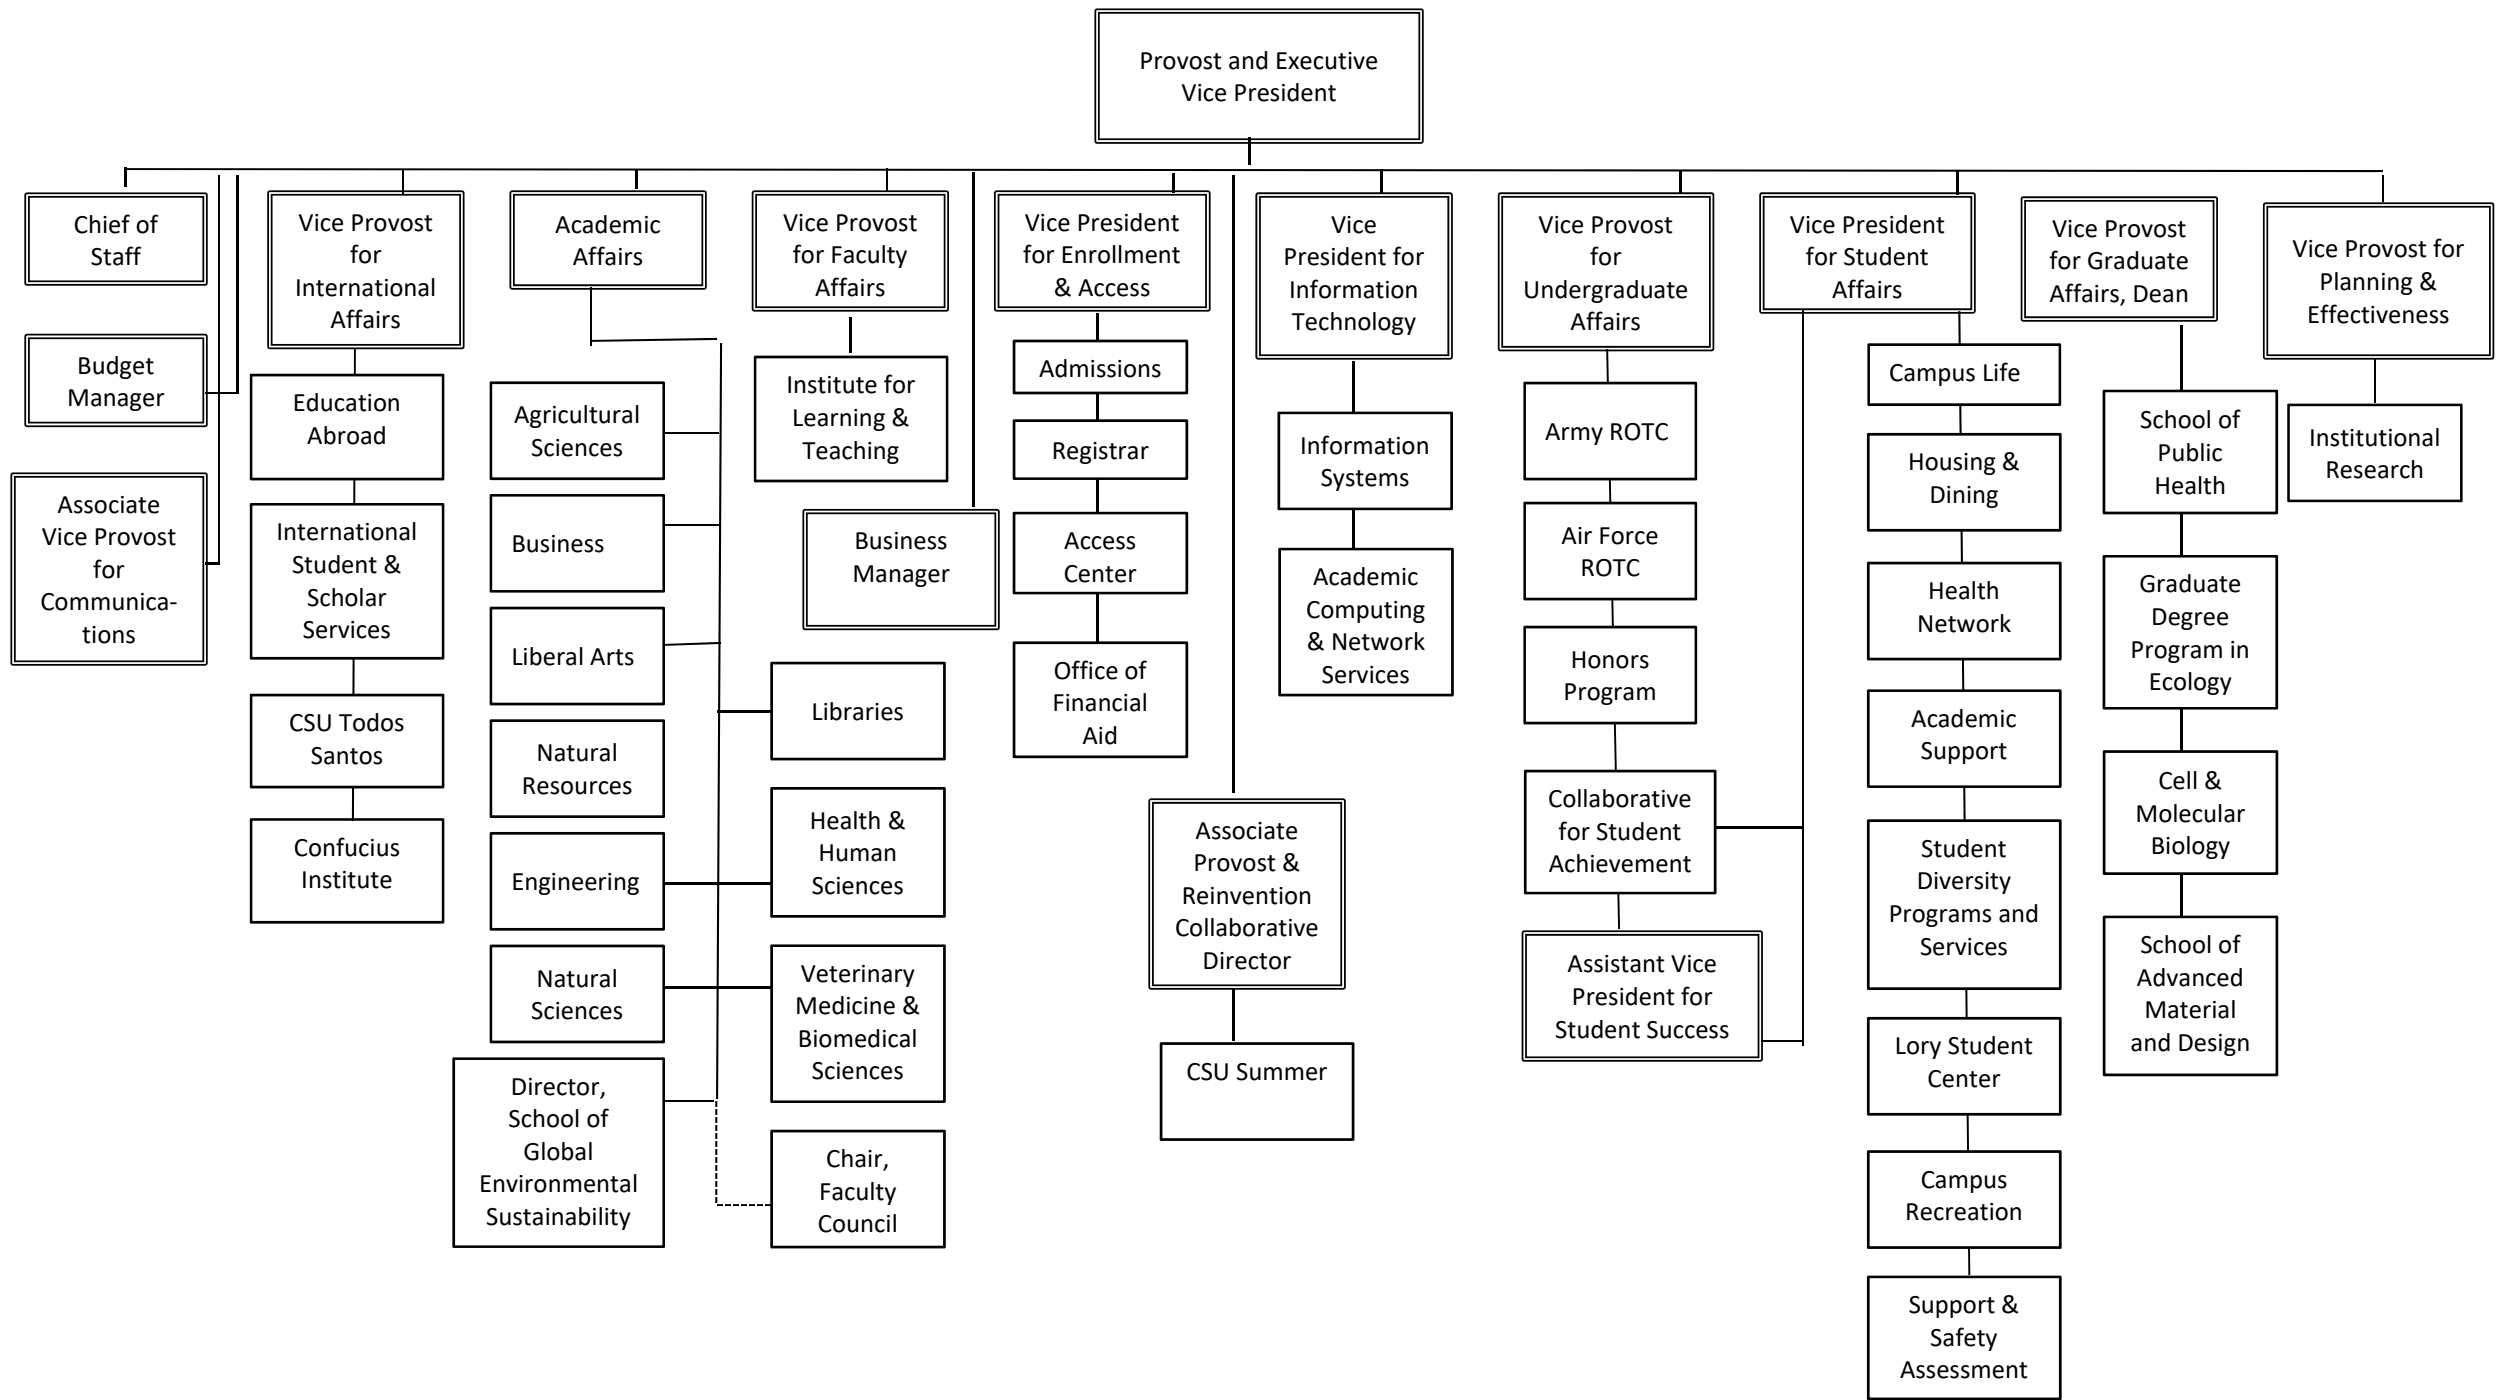 Provost and Executive
Vice President
Chief of
Staff
Budget
Manager
Associate
Vice Provost
for
Communica-
tions
Vice Provost
for
International
Affairs
Education
Abroad
International
Student &
Scholar
Services
CSU Todos
Santos
Confucius
Institute
Academic
Affairs
Agricultural
Sciences
Business
Liberal Arts
Natural
Resources
Engineering
Natural
Sciences
Director,
School of
Global
Environmental
Sustainability
Libraries
Health &
Human
Sciences
Veterinary
Medicine &
Biomedical
Sciences
Chair,
Faculty
Council
Vice Provost
for Faculty
Affairs
Institute for
Learning &
Teaching
Business
Manager
Vice President
for Enrollment
& Access
Admissions
Registrar
Access
Center
Office of
Financial
Aid
Associate
Provost &
Reinvention
Collaborative
Director
CSU Summer
Vice
President for
Information
Technology
Information
Systems
Academic
Computing
& Network
Services
Vice Provost
for
Undergraduate
Affairs
Army ROTC
Air Force
ROTC
Honors
Program
Collaborative
for Student
Achievement
Assistant Vice
President for
Student Success
Vice President
for Student
Affairs
Campus Life
Housing &
Dining
Health
Network
Academic
Support
Student
Diversity
Programs and
Services
Lory Student
Center
Campus
Recreation
Support &
Safety
Assessment
Vice Provost
for Graduate
Affairs, Dean
School of
Public
Health
Graduate
Degree
Program in
Ecology
Cell &
Molecular
Biology
School of
Advanced
Material
and Design
Vice Provost for
Planning &
Effectiveness
Institutional
Research